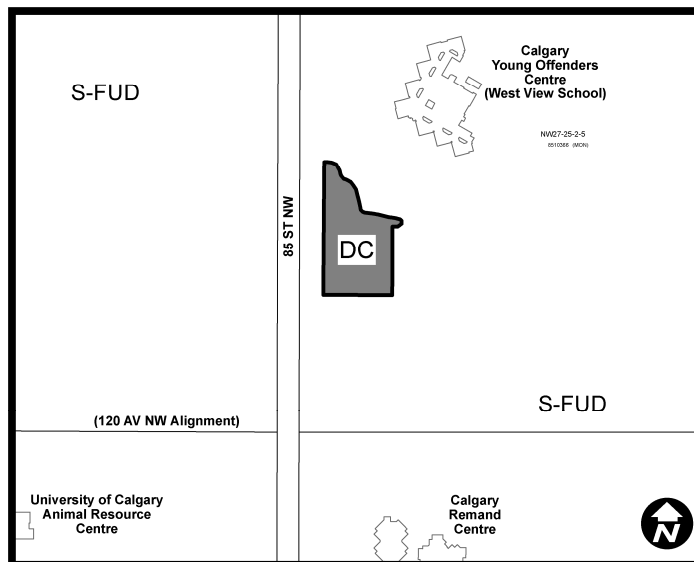 S-FUD
Calgary
Young Offenders
Centre
(West View School)
NW27-25-2-5
8510366 (MON)
85 ST NW
DC
S-FUD
(120 AV NW Alignment)
University of Calgary
Animal Resource
Centre
Calgary
Remand
Centre
N